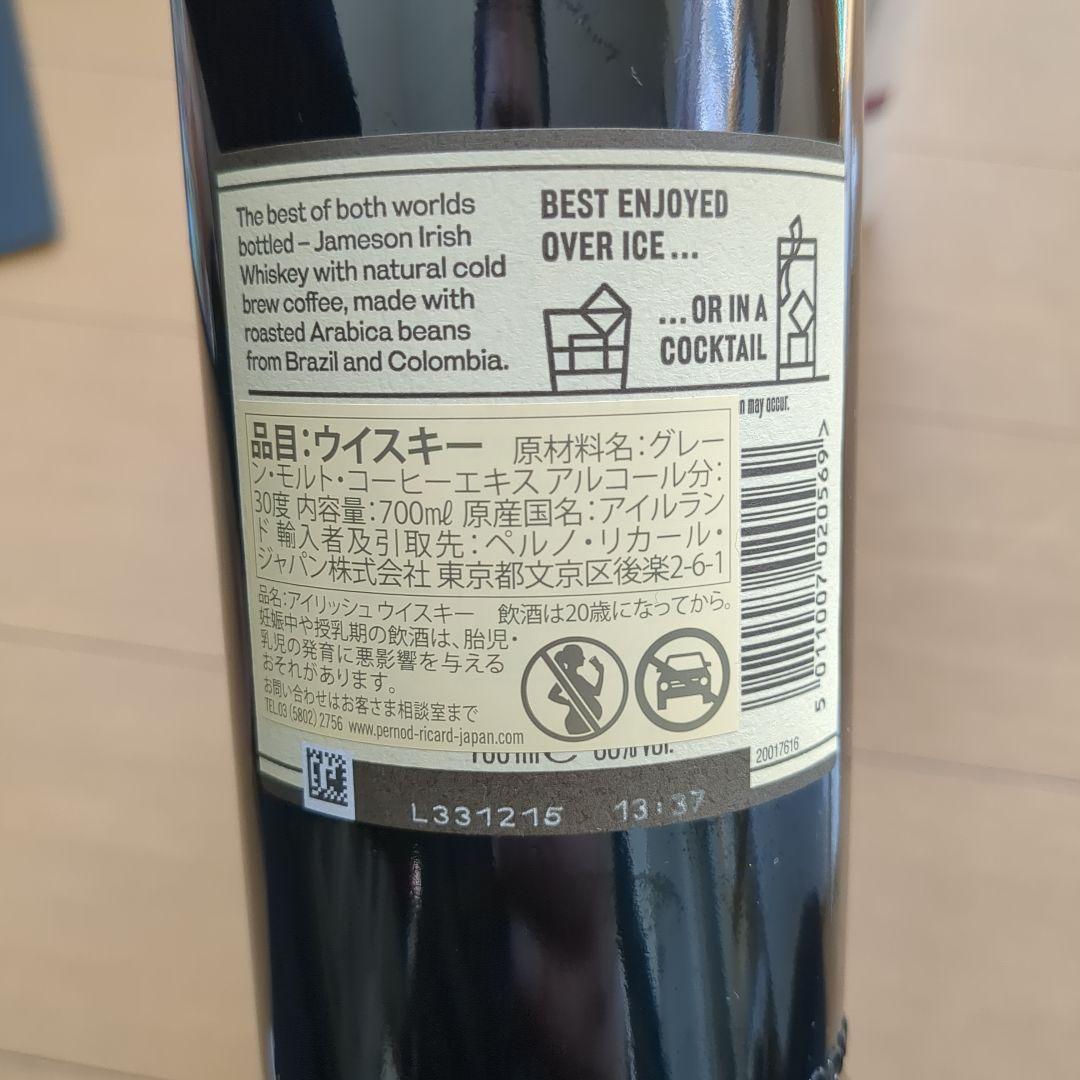 The best of both worlds
bottled – Jameson Irish
Whiskey with natural cold
brew coffee, made with
roasted Arabica beans
from Brazil and Colombia.
BEST ENJOYED
OVER ICE ...
... OR IN A
COCKTAIL
may occur.
品目:ウイスキー 原材料名:グレー
ン・モルト・コーヒーエキス アルコール分:
30度 内容量:700㎖ 原産国名:アイルラン
ド 輸入者及引取先:ペルノ・リカール・
ジャパン株式会社 東京都文京区後楽2-6-1
品名:アイリッシュ ウイスキー 飲酒は20歳になってから。
妊娠中や授乳期の飲酒は、胎児・
乳児の発育に悪影響を与える
おそれがあります。
お問い合わせはお客さま相談室まで
TEL.03(5802)2756 www.pernod-ricard-japan.com
5 011007 020569 >
20017616
L331215 13:37